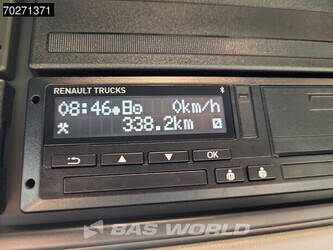 70271371
RENAULT TRUCKS
08:46 0km/h
338.2km
OK
BAS WORLD